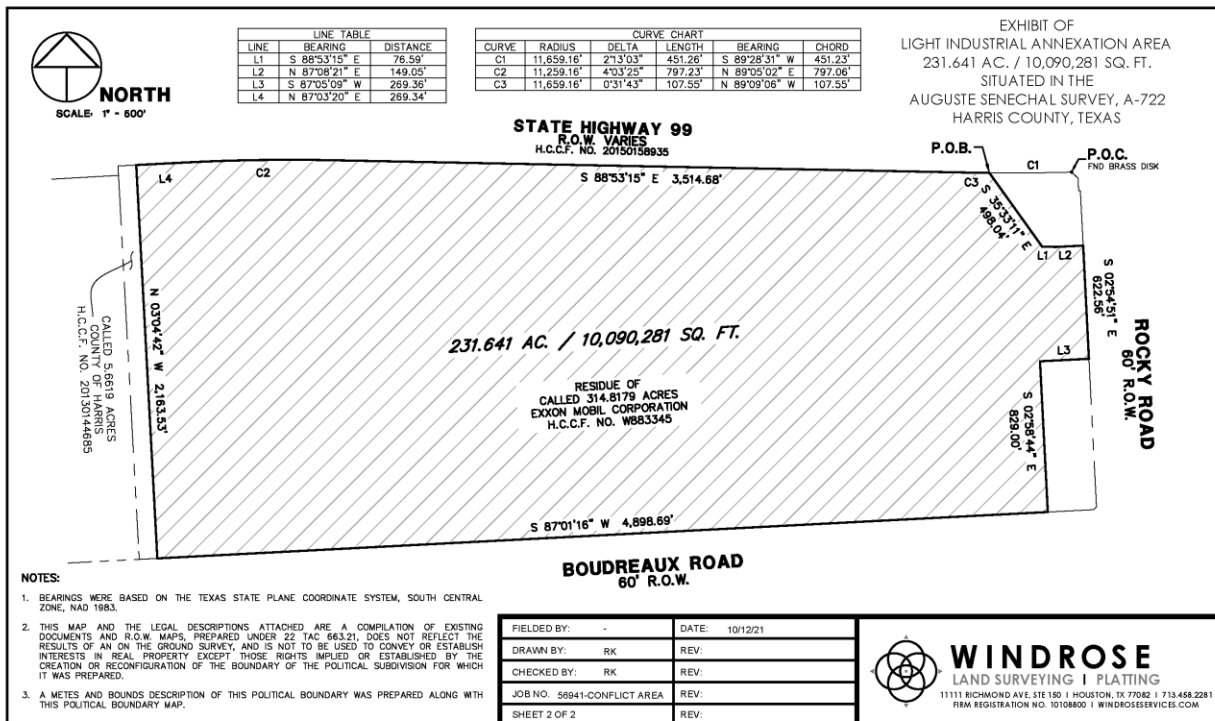 NORTH
SCALE: 1" - 500'
LINE TABLE
LINE BEARING DISTANCE
L1 S 88°53'15" E 76.59'
L2 N 87°08'21" E 149.05'
L3 S 87°05'09" W 269.36'
L4 N 87°03'20" E 269.34'
CURVE CHART
CURVE RADIUS DELTA LENGTH BEARING CHORD
C1 11,659.16' 2°13'03" 451.26' S 89°28'31" W 451.23'
C2 11,259.16' 4°03'25" 797.23' N 89°05'02" E 797.06'
C3 11,659.16' 0°31'43" 107.55' N 89°09'06" W 107.55'
EXHIBIT OF
LIGHT INDUSTRIAL ANNEXATION AREA
231.641 AC. / 10,090,281 SQ. FT.
SITUATED IN THE
AUGUSTE SENECHAL SURVEY, A-722
HARRIS COUNTY, TEXAS
STATE HIGHWAY 99
R.O.W. VARIES
H.C.C.F. NO. 20150158935
P.O.B.
C1
P.O.C.
FND BRASS DISK
L4
C2
S 88°53'15" E 3,514.68'
C3
S 35°33'11" E
498.04'
L1
L2
S 02°54'51" E
622.56'
L3
ROCKY ROAD
60' R.O.W.
N 03°04'42" W 2,163.53'
CALLED 5.6619 ACRES
COUNTY OF HARRIS
H.C.C.F. NO. 20130144685
231.641 AC. / 10,090,281 SQ. FT.
RESIDUE OF
CALLED 314.8179 ACRES
EXXON MOBIL CORPORATION
H.C.C.F. NO. W883345
S 02°58'44" E
829.00'
S 87°01'16" W 4,898.69'
BOUDREAUX ROAD
60' R.O.W.
NOTES:
1. BEARINGS WERE BASED ON THE TEXAS STATE PLANE COORDINATE SYSTEM, SOUTH CENTRAL
ZONE, NAD 1983.
2. THIS MAP AND THE LEGAL DESCRIPTIONS ATTACHED ARE A COMPILATION OF EXISTING
DOCUMENTS AND R.O.W. MAPS, PREPARED UNDER 22 TAC 663.21, DOES NOT REFLECT THE
RESULTS OF AN ON THE GROUND SURVEY, AND IS NOT TO BE USED TO CONVEY OR ESTABLISH
INTERESTS IN REAL PROPERTY EXCEPT THOSE RIGHTS IMPLIED OR ESTABLISHED BY THE
CREATION OR RECONFIGURATION OF THE BOUNDARY OF THE POLITICAL SUBDIVISION FOR WHICH
IT WAS PREPARED.
3. A METES AND BOUNDS DESCRIPTION OF THIS POLITICAL BOUNDARY WAS PREPARED ALONG WITH
THIS POLITICAL BOUNDARY MAP.
FIELDED BY: - DATE: 10/12/21
DRAWN BY: RK REV:
CHECKED BY: RK REV:
JOB NO. 56941-CONFLICT AREA REV:
SHEET 2 OF 2 REV:
WINDROSE
LAND SURVEYING | PLATTING
11111 RICHMOND AVE, STE 150 | HOUSTON, TX 77082 | 713.458.2281
FIRM REGISTRATION NO. 10108800 | WINDROSESERVICES.COM